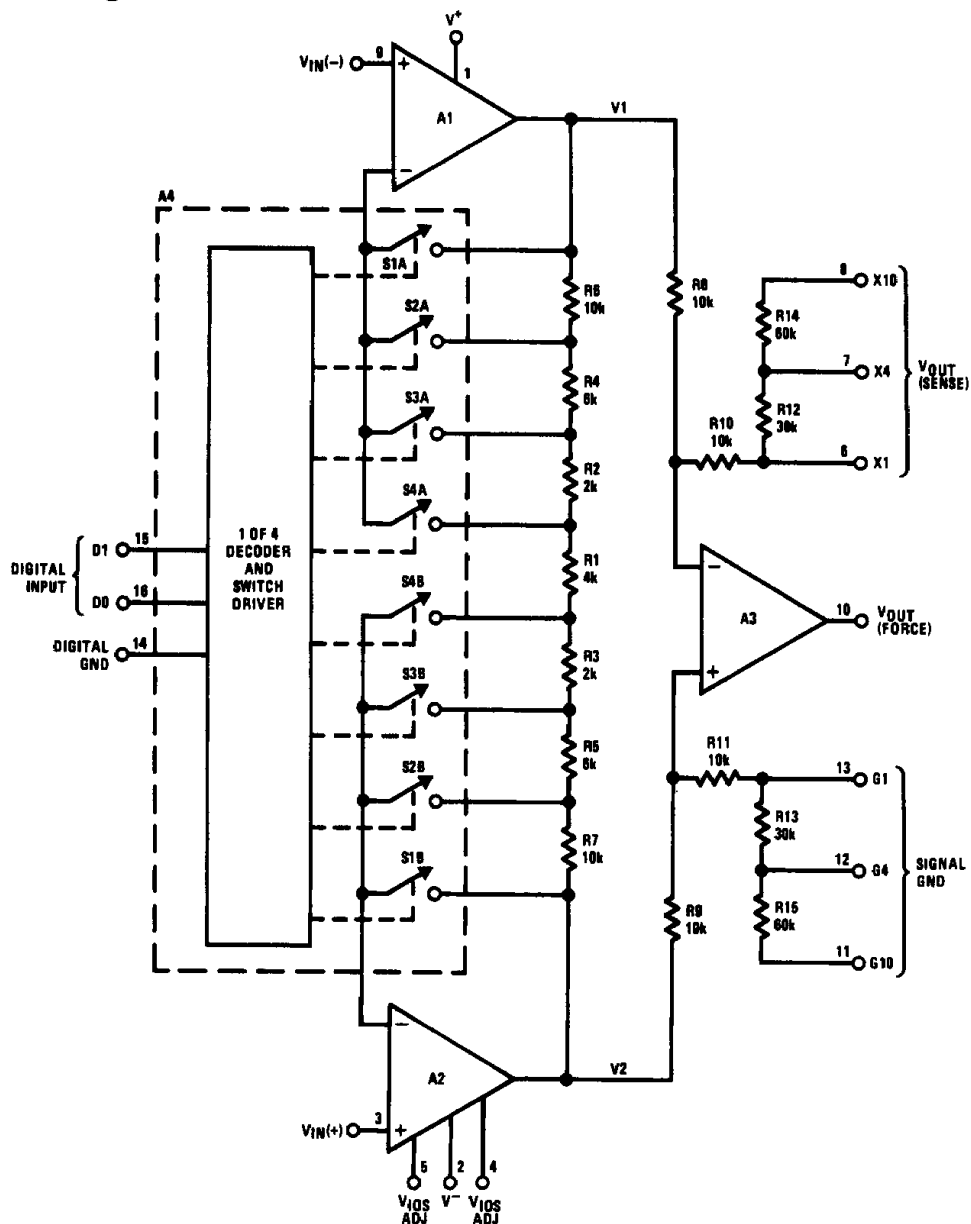 V+
VIN(-)
9
+
1
A1
V1
-
A4
S1A
R6
10k
R8
10k
8
X10
R14
60k
S2A
7
X4
VOUT
(SENSE)
R4
6k
R12
30k
S3A
R10
10k
6
X1
R2
2k
S4A
1 OF 4
DECODER
AND
SWITCH
DRIVER
R1
4k
DIGITAL
INPUT
D1
15
D0
16
DIGITAL
GND
14
S4B
-
A3
10
VOUT
(FORCE)
+
R3
2k
S3B
R11
10k
13
G1
R5
6k
R13
30k
S2B
12
G4
SIGNAL
GND
R7
10k
R9
10k
R15
60k
S1B
11
G10
-
A2
V2
VIN(+)
3
+
5
2
4
VIOS
ADJ
V-
VIOS
ADJ